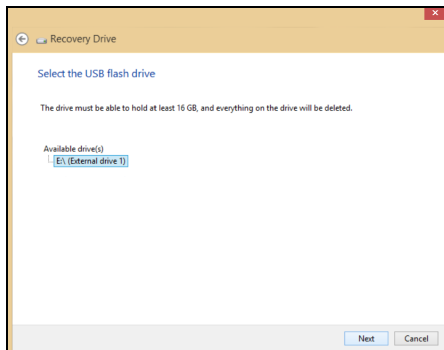 Recovery Drive
Select the USB flash drive
The drive must be able to hold at least 16 GB, and everything on the drive will be deleted.
Available drive(s)
E:\ (External drive 1)
Next Cancel